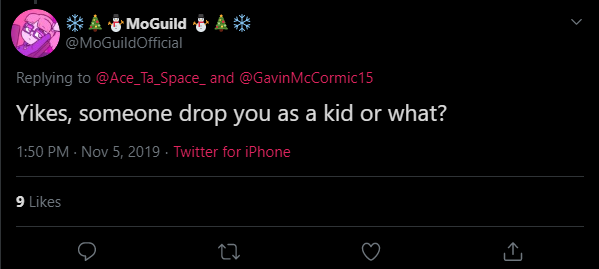 ❄️🎄⛄MoGuild⛄🎄❄️
@MoGuildOfficial
Replying to @Ace_Ta_Space_ and @GavinMcCormic15
Yikes, someone drop you as a kid or what?
1:50 PM · Nov 5, 2019 · Twitter for iPhone
9 Likes